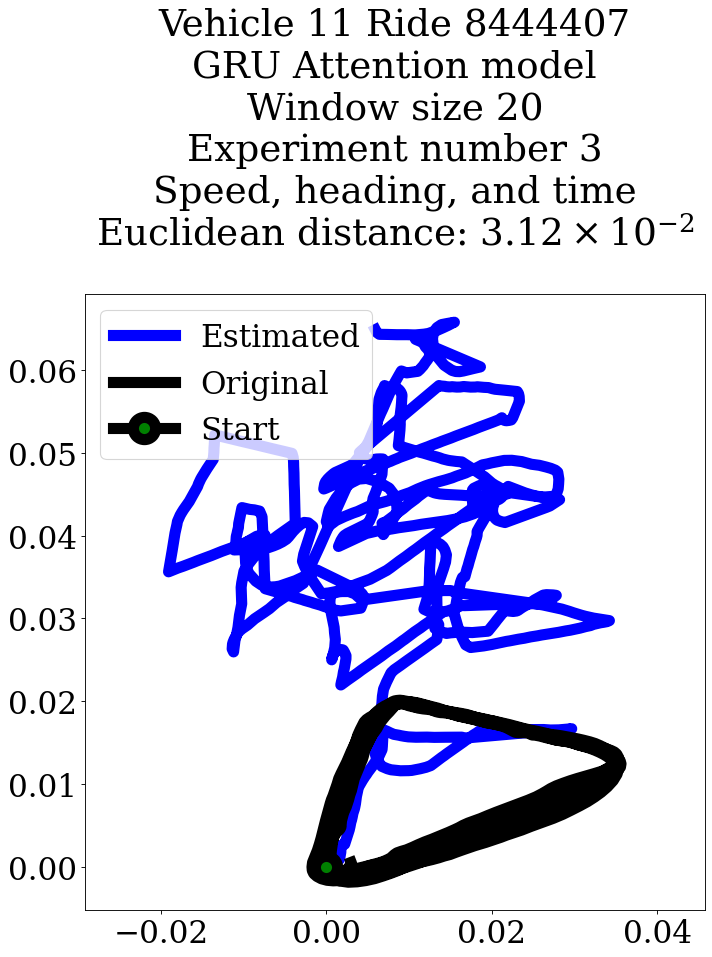 Vehicle 11 Ride 8444407
GRU Attention model
Window size 20
Experiment number 3
Speed, heading, and time
Euclidean distance: 3.12 × 10⁻²
Estimated
Original
Start
0.06
0.05
0.04
0.03
0.02
0.01
0.00
−0.02 0.00 0.02 0.04